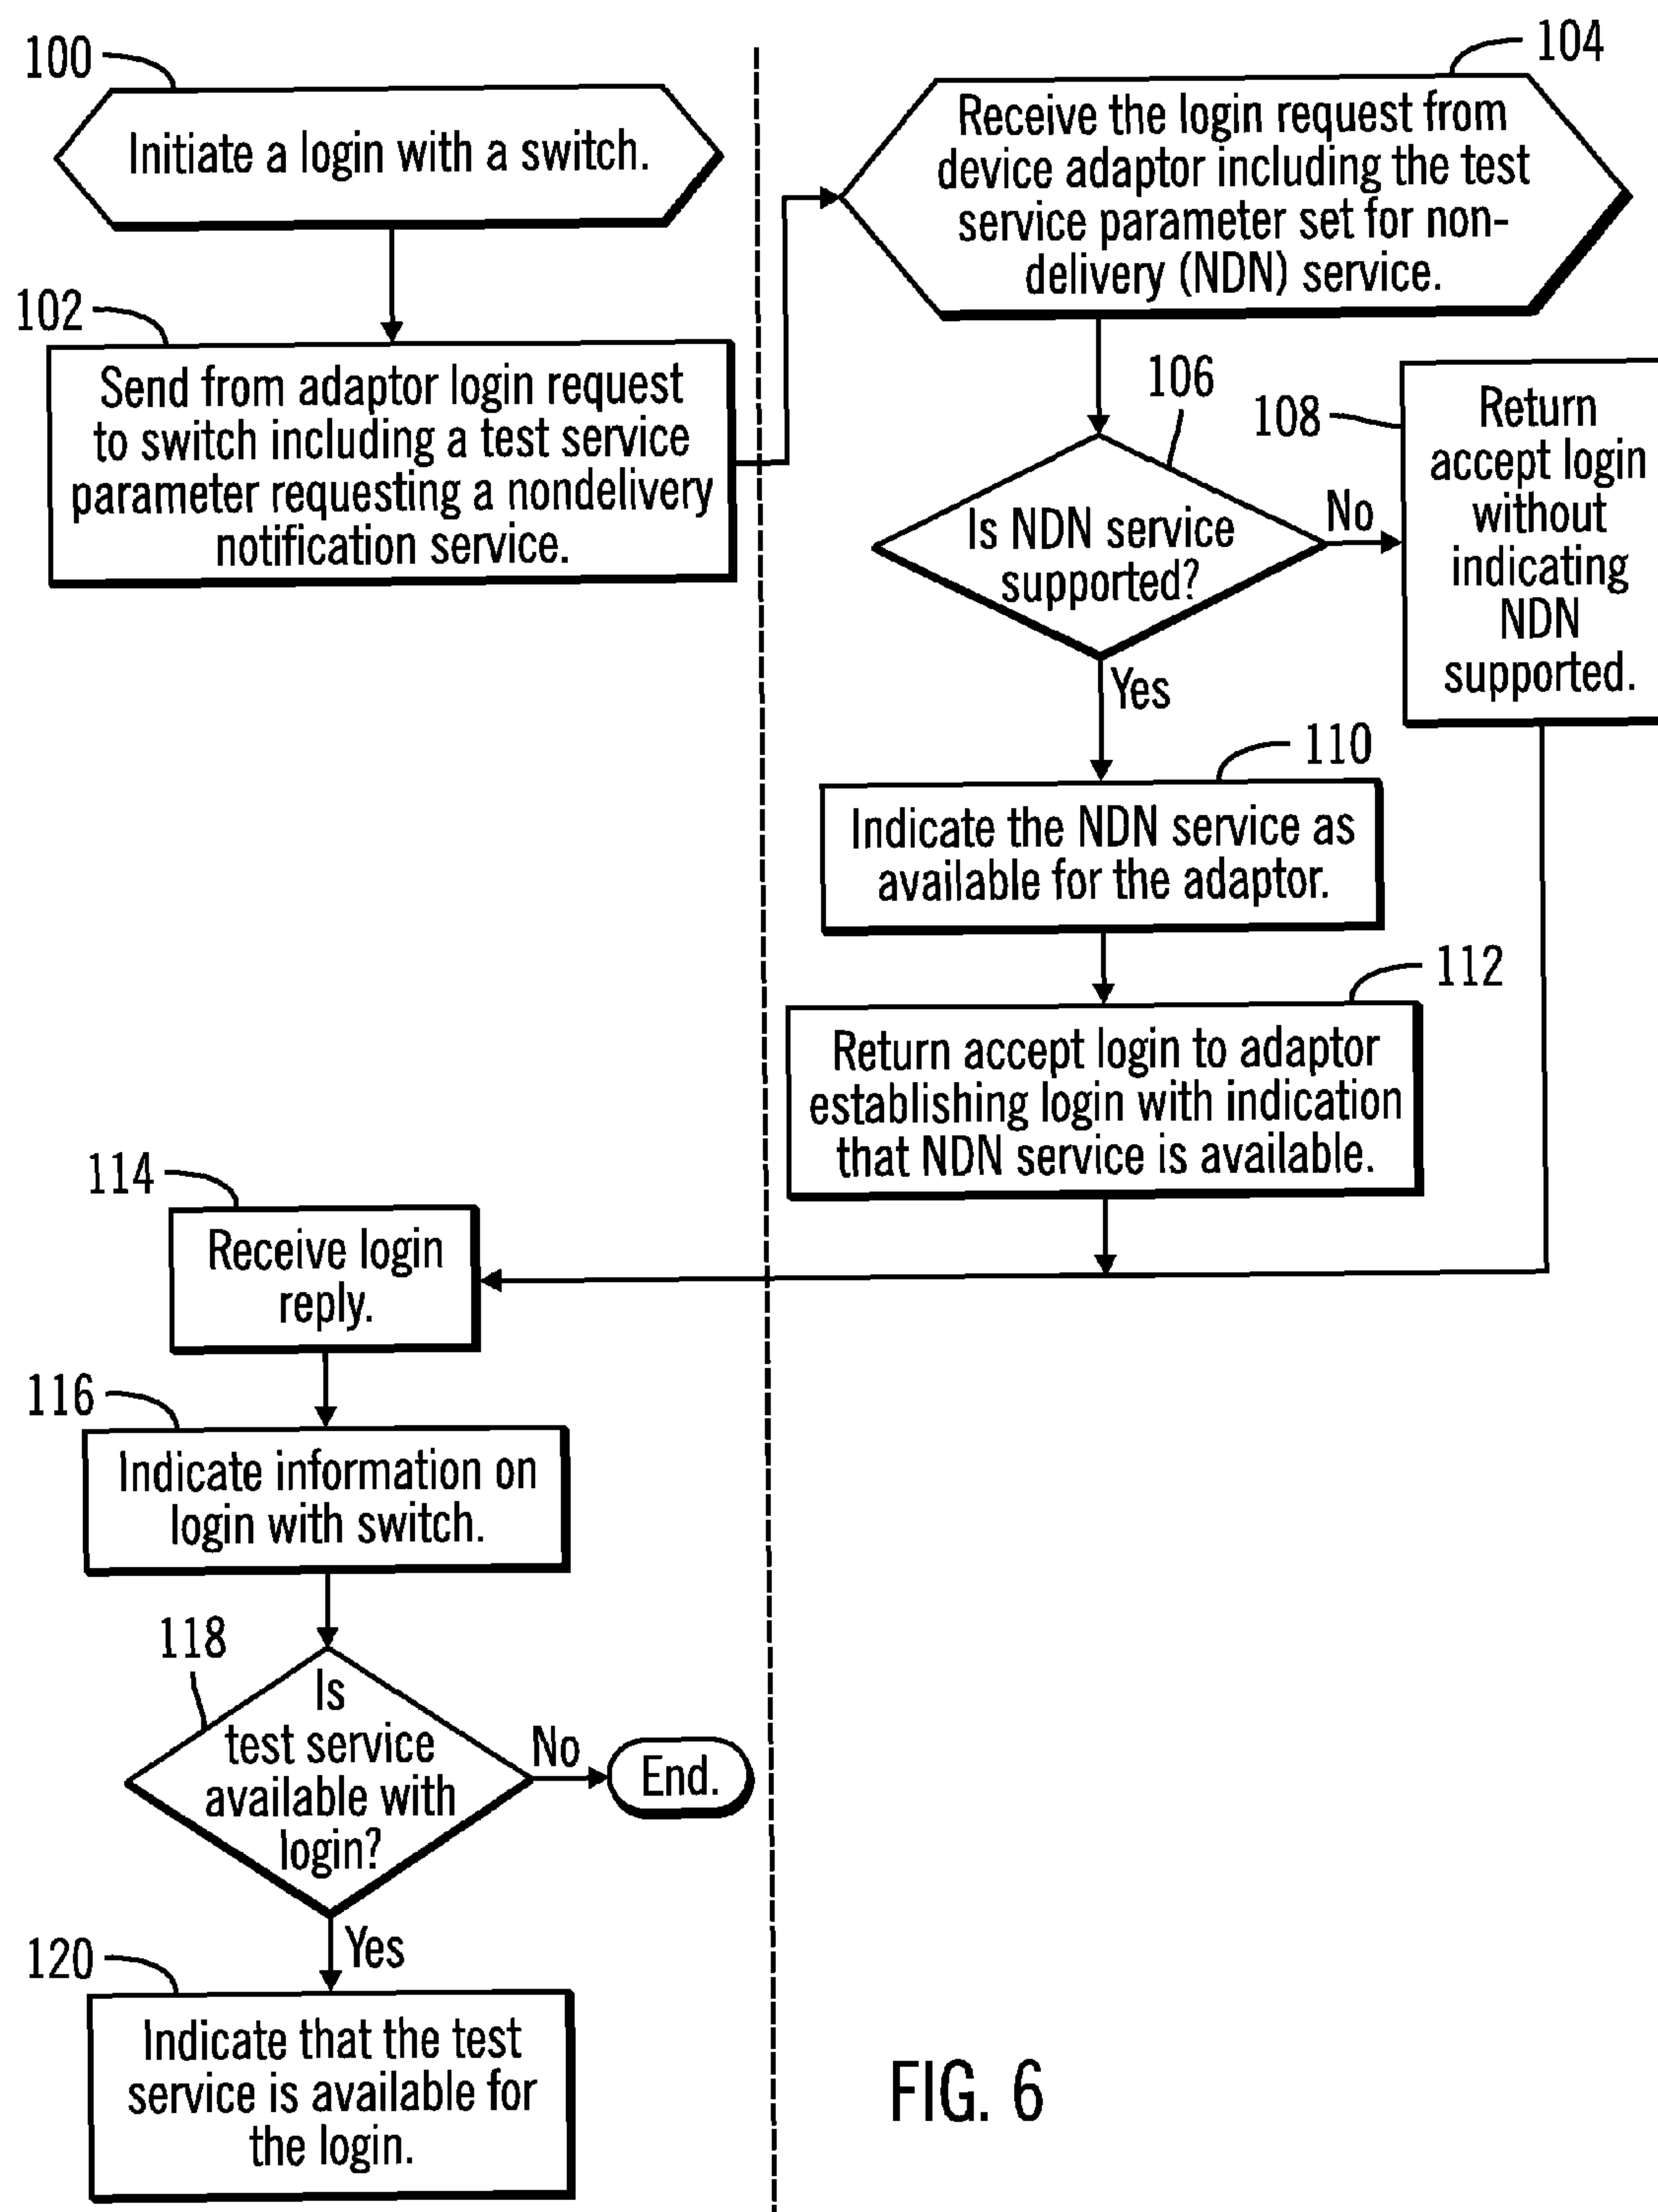 100
Initiate a login with a switch.
102
Send from adaptor login request
to switch including a test service
parameter requesting a nondelivery
notification service.
104
Receive the login request from
device adaptor including the test
service parameter set for non-
delivery (NDN) service.
106
Is NDN service
supported?
No
108
Return
accept login
without
indicating
NDN
supported.
Yes
110
Indicate the NDN service as
available for the adaptor.
112
Return accept login to adaptor
establishing login with indication
that NDN service is available.
114
Receive login
reply.
116
Indicate information on
login with switch.
118
Is
test service
available with
login?
No
End.
Yes
120
Indicate that the test
service is available for
the login.
FIG. 6